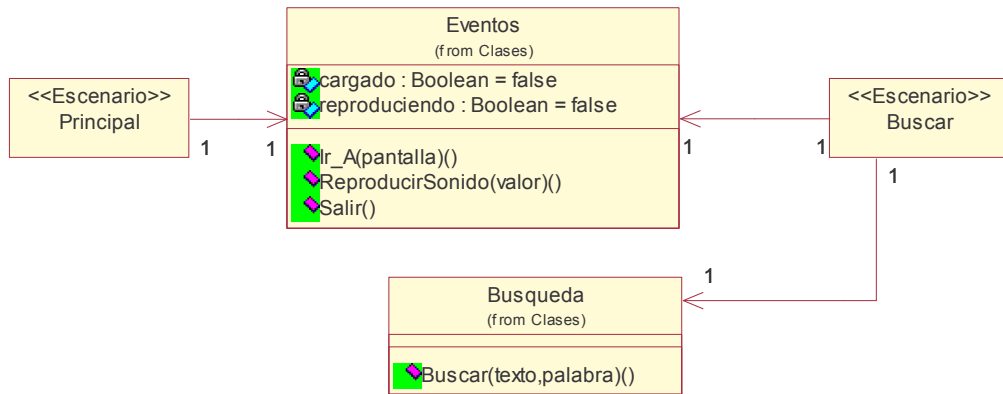 Eventos
(from Clases)
cargado : Boolean = false
reproduciendo : Boolean = false
Ir_A(pantalla)()
ReproducirSonido(valor)()
Salir()
<<Escenario>>
Principal
1
1
<<Escenario>>
Buscar
1
1
1
1
Busqueda
(from Clases)
Buscar(texto,palabra)()